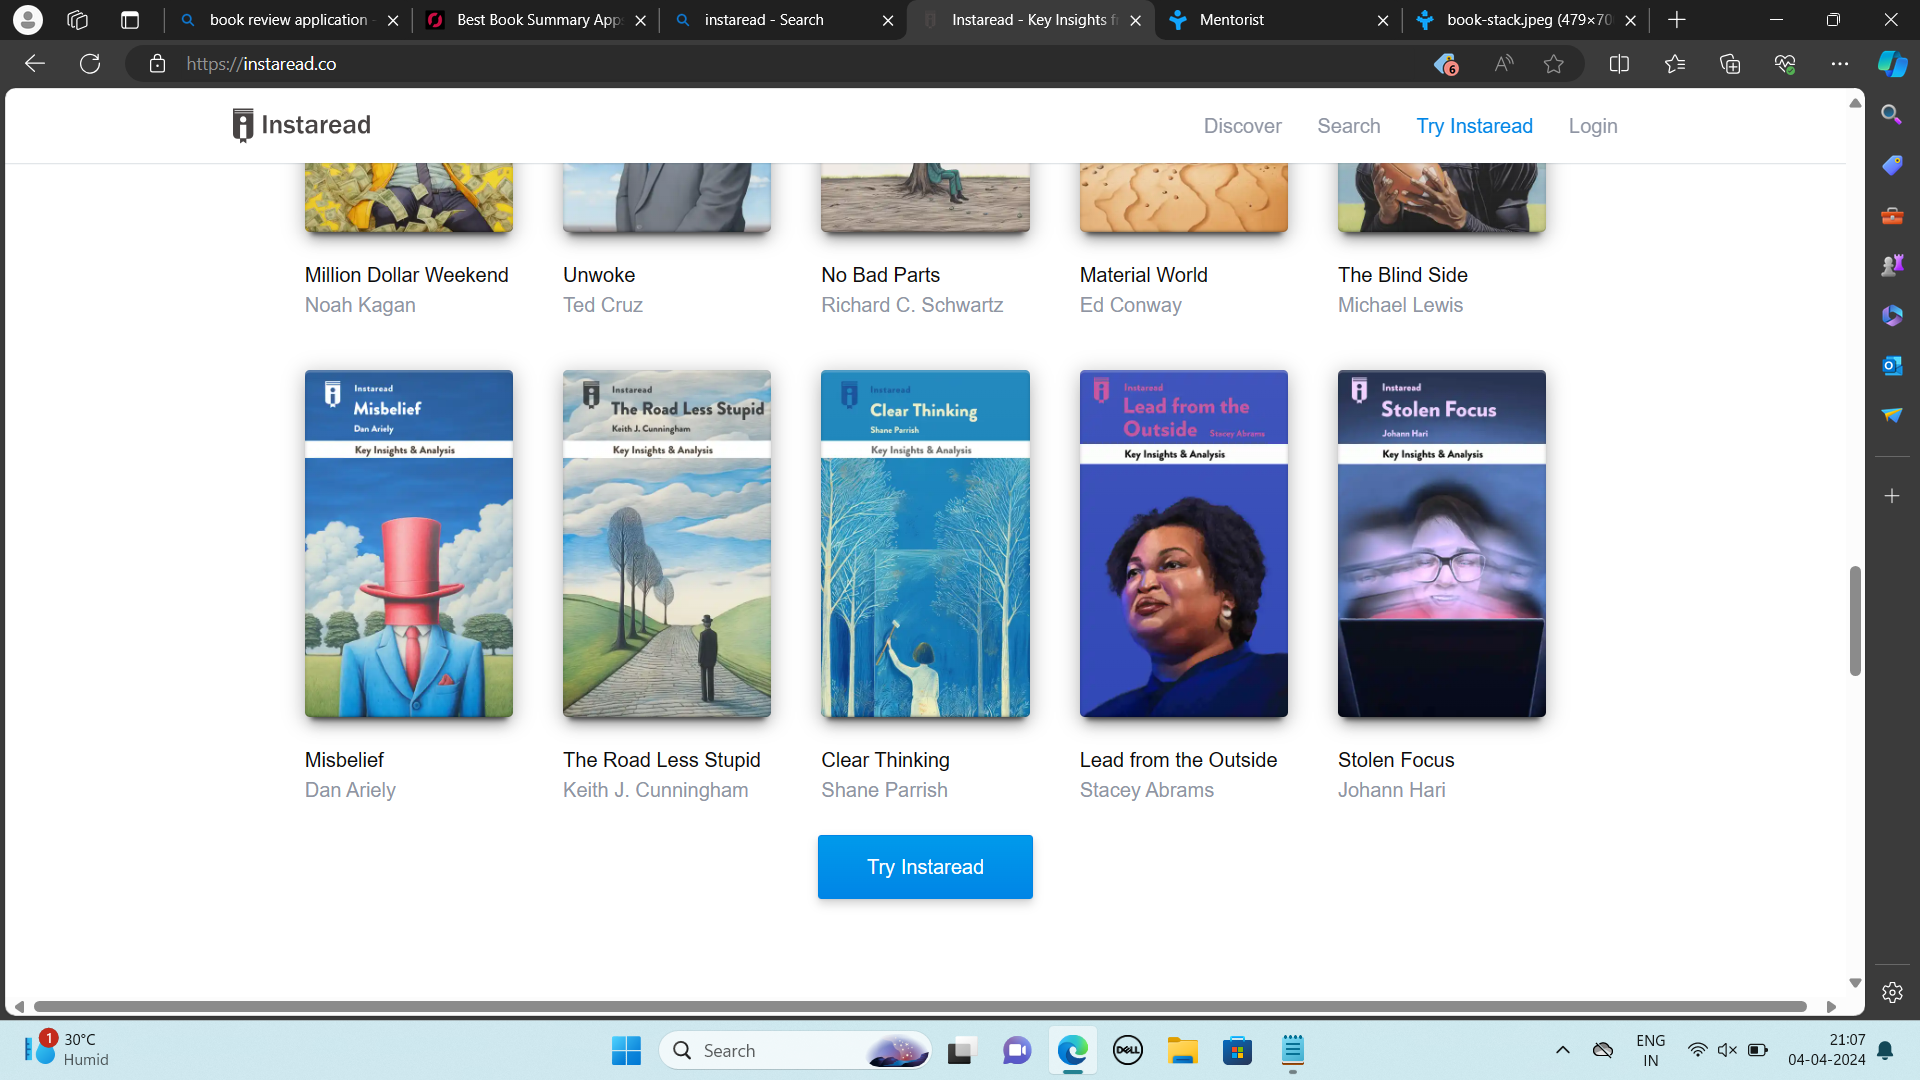 book review application
Best Book Summary Apps
instaread - Search
Instaread - Key Insights f
Mentorist
book-stack.jpeg (479×70
https://instaread.co
6
Instaread
Discover
Search
Try Instaread
Login
Million Dollar Weekend
Noah Kagan
Unwoke
Ted Cruz
No Bad Parts
Richard C. Schwartz
Material World
Ed Conway
The Blind Side
Michael Lewis
Instaread
Misbelief
Dan Ariely
Key Insights & Analysis
Instaread
The Road Less Stupid
Keith J. Cunningham
Key Insights & Analysis
Instaread
Clear Thinking
Shane Parrish
Key Insights & Analysis
Instaread
Lead from the
Outside Stacey Abrams
Key Insights & Analysis
Instaread
Stolen Focus
Johann Hari
Key Insights & Analysis
Misbelief
Dan Ariely
The Road Less Stupid
Keith J. Cunningham
Clear Thinking
Shane Parrish
Lead from the Outside
Stacey Abrams
Stolen Focus
Johann Hari
Try Instaread
1
30°C
Humid
Search
DELL
ENG
IN
21:07
04-04-2024